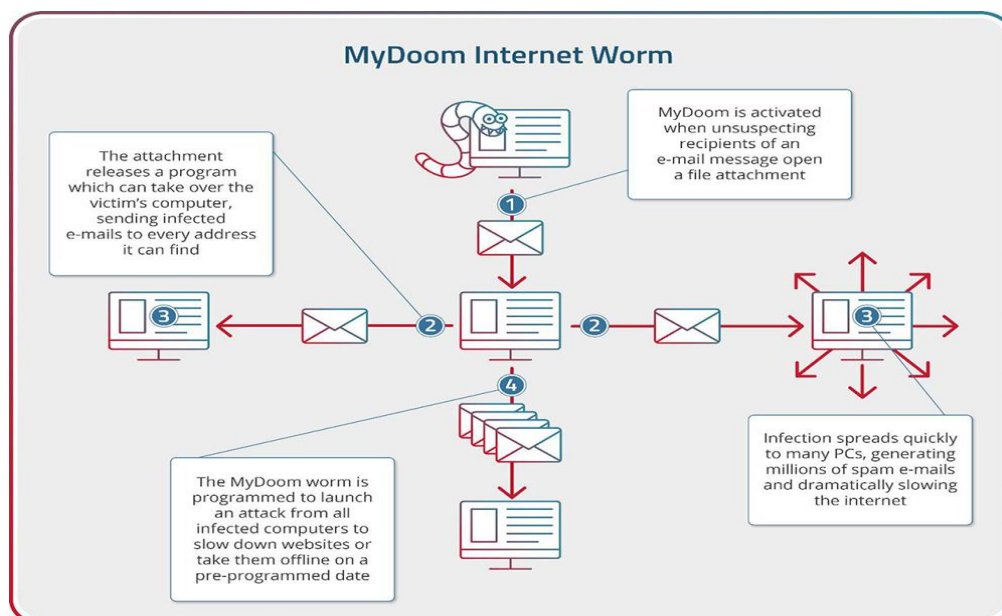 MyDoom Internet Worm
MyDoom is activated
when unsuspecting
recipients of an
e-mail message open
a file attachment
The attachment
releases a program
which can take over the
victim's computer,
sending infected
e-mails to every address
it can find
1
3
2
2
3
4
Infection spreads quickly
to many PCs, generating
millions of spam e-mails
and dramatically slowing
the internet
The MyDoom worm is
programmed to launch
an attack from all
infected computers to
slow down websites or
take them offline on a
pre-programmed date